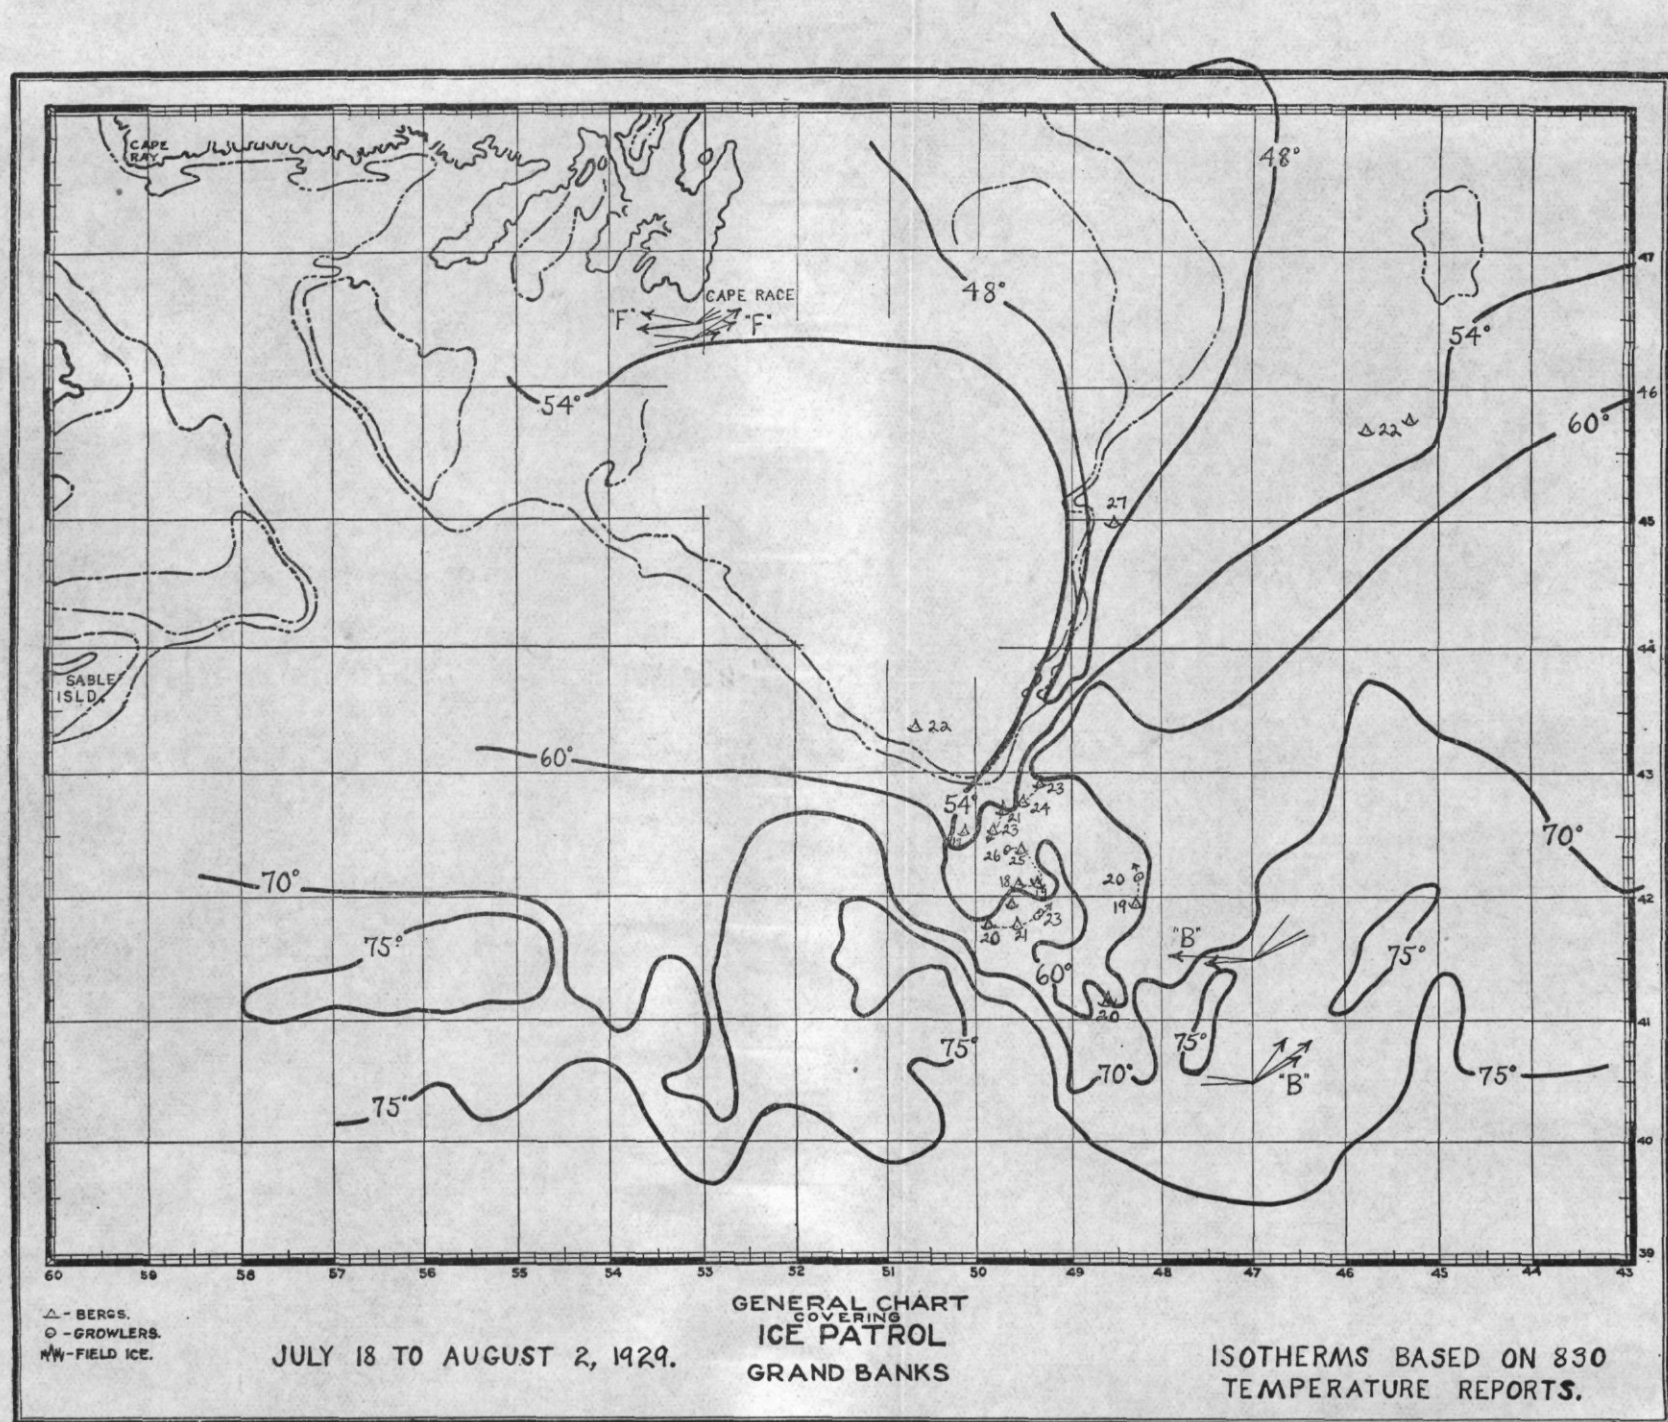 48°
CAPE
RAY
48°
47
CAPE RACE
"F" "F"
54°
46
54°
60°
22
27
45
44
SABLE
ISLD.
22
60°
43
23
54°
24
21
23
70°
26
25
70°
18
19
20
42
19
23
20
21
"B"
75°
75°
60°
20
41
75°
75°
70°
75°
"B"
75°
40
39
60 59 58 57 56 55 54 53 52 51 50 49 48 47 46 45 44 43
△ - BERGS.
○ - GROWLERS.
-FIELD ICE.
JULY 18 TO AUGUST 2, 1929.
GENERAL CHART
COVERING
ICE PATROL
GRAND BANKS
ISOTHERMS BASED ON 830
TEMPERATURE REPORTS.